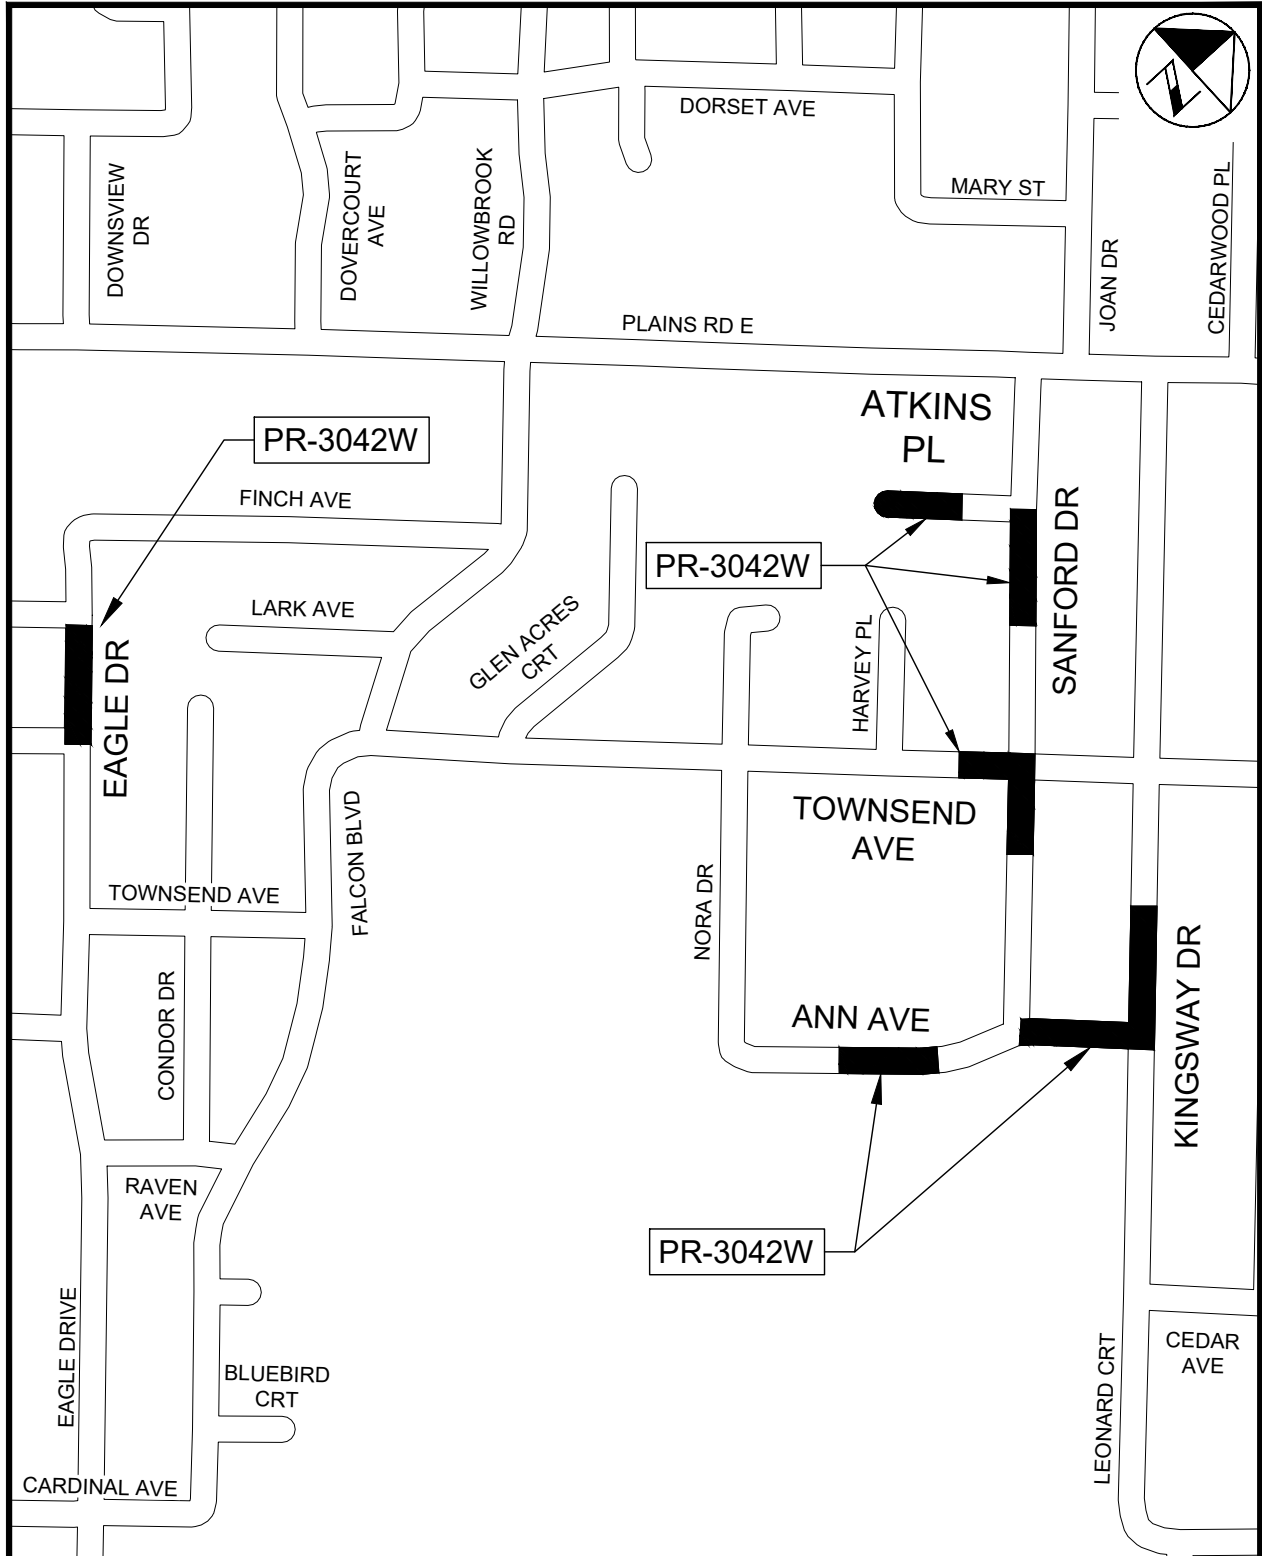 DORSET AVE
MARY ST
DOWNSVIEW
DR
DOVERCOURT
AVE
WILLOWBROOK
RD
JOAN DR
CEDARWOOD PL
PLAINS RD E
ATKINS
PL
PR-3042W
FINCH AVE
PR-3042W
SANFORD DR
LARK AVE
GLEN ACRES
CRT
HARVEY PL
EAGLE DR
TOWNSEND
AVE
FALCON BLVD
TOWNSEND AVE
NORA DR
CONDOR DR
ANN AVE
KINGSWAY DR
RAVEN
AVE
PR-3042W
EAGLE DRIVE
BLUEBIRD
CRT
LEONARD CRT
CEDAR
AVE
CARDINAL AVE
N